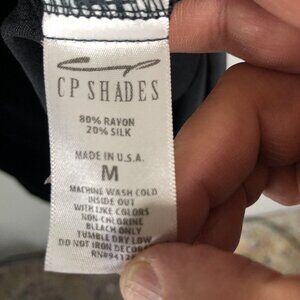 CP SHADES
80% RAYON
20% SILK
MADE IN U.S.A.
M
MACHINE WASH COLD
INSIDE OUT
WITH LIKE COLORS
NON-CHLORINE
BLEACH ONLY
TUMBLE DRY LOW
DO NOT IRON